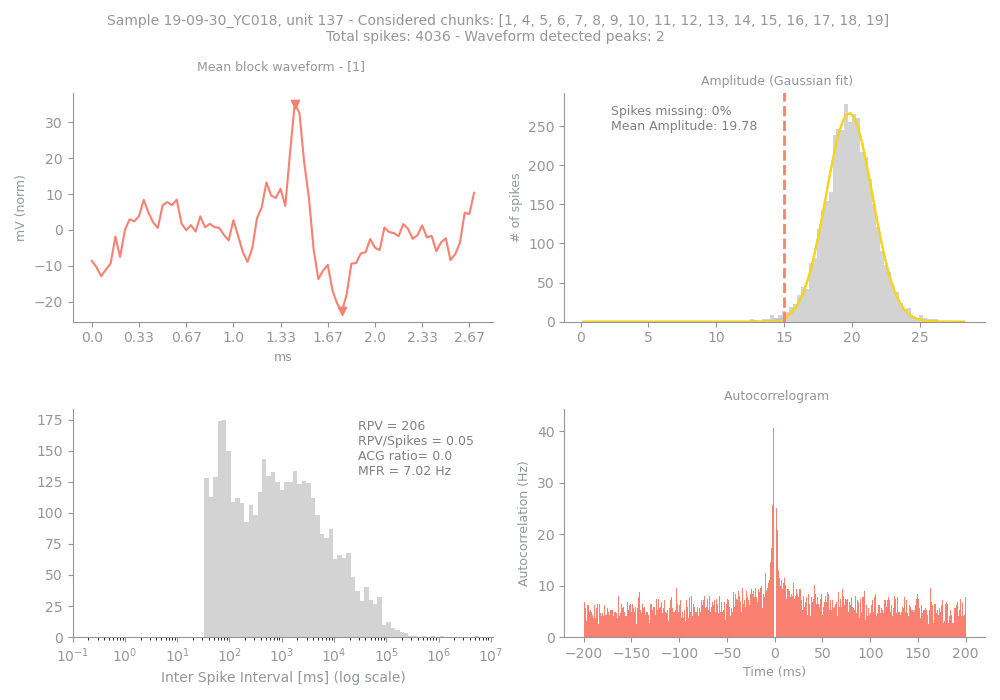 Sample 19-09-30_YC018, unit 137 - Considered chunks: [1, 4, 5, 6, 7, 8, 9, 10, 11, 12, 13, 14, 15, 16, 17, 18, 19]
Total spikes: 4036 - Waveform detected peaks: 2
Mean block waveform - [1]
mV (norm)
30
20
10
0
−10
−20
0.0 0.33 0.67 1.0 1.33 1.67 2.0 2.33 2.67
ms
Amplitude (Gaussian fit)
Spikes missing: 0%
Mean Amplitude: 19.78
# of spikes
250
200
150
100
50
0
0 5 10 15 20 25
RPV = 206
RPV/Spikes = 0.05
ACG ratio= 0.0
MFR = 7.02 Hz
175
150
125
100
75
50
25
0
10⁻¹ 10⁰ 10¹ 10² 10³ 10⁴ 10⁵ 10⁶ 10⁷
Inter Spike Interval [ms] (log scale)
Autocorrelogram
Autocorrelation (Hz)
40
30
20
10
0
−200 −150 −100 −50 0 50 100 150 200
Time (ms)